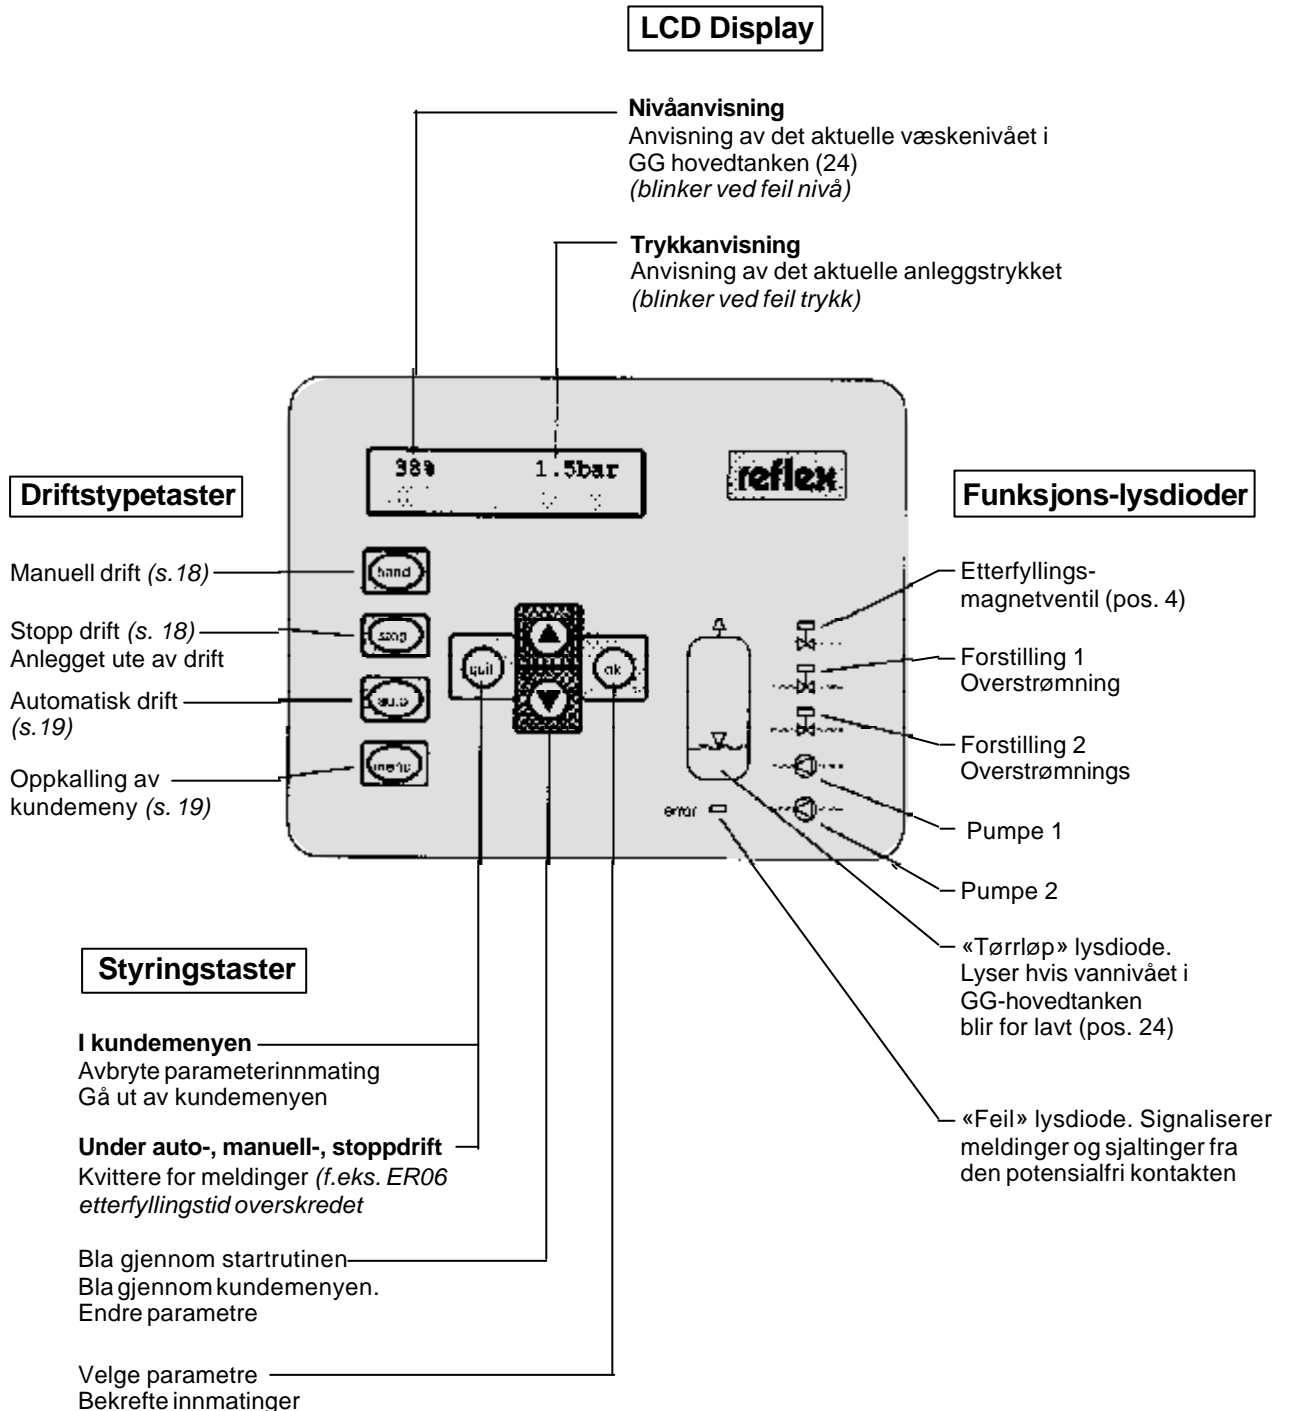 LCD Display
Nivåanvisning
Anvisning av det aktuelle væskenivået i
GG hovedtanken (24)
(blinker ved feil nivå)
Trykkanvisning
Anvisning av det aktuelle anleggstrykket
(blinker ved feil trykk)
38% 1.5bar
reflex
Driftstypetaster
Manuell drift (s.18)
Stopp drift (s. 18)
Anlegget ute av drift
Automatisk drift
(s.19)
Oppkalling av
kundemeny (s. 19)
hand
stop
auto
menü
quit
ok
error
Funksjons-lysdioder
Etterfyllings-
magnetventil (pos. 4)
Forstilling 1
Overstrømning
Forstilling 2
Overstrømnings
Pumpe 1
Pumpe 2
«Tørrløp» lysdiode.
Lyser hvis vannivået i
GG-hovedtanken
blir for lavt (pos. 24)
«Feil» lysdiode. Signaliserer
meldinger og sjaltinger fra
den potensialfri kontakten
Styringstaster
I kundemenyen
Avbryte parameterinnmating
Gå ut av kundemenyen
Under auto-, manuell-, stoppdrift
Kvittere for meldinger (f.eks. ER06
etterfyllingstid overskredet
Bla gjennom startrutinen
Bla gjennom kundemenyen.
Endre parametre
Velge parametre
Bekrefte innmatinger